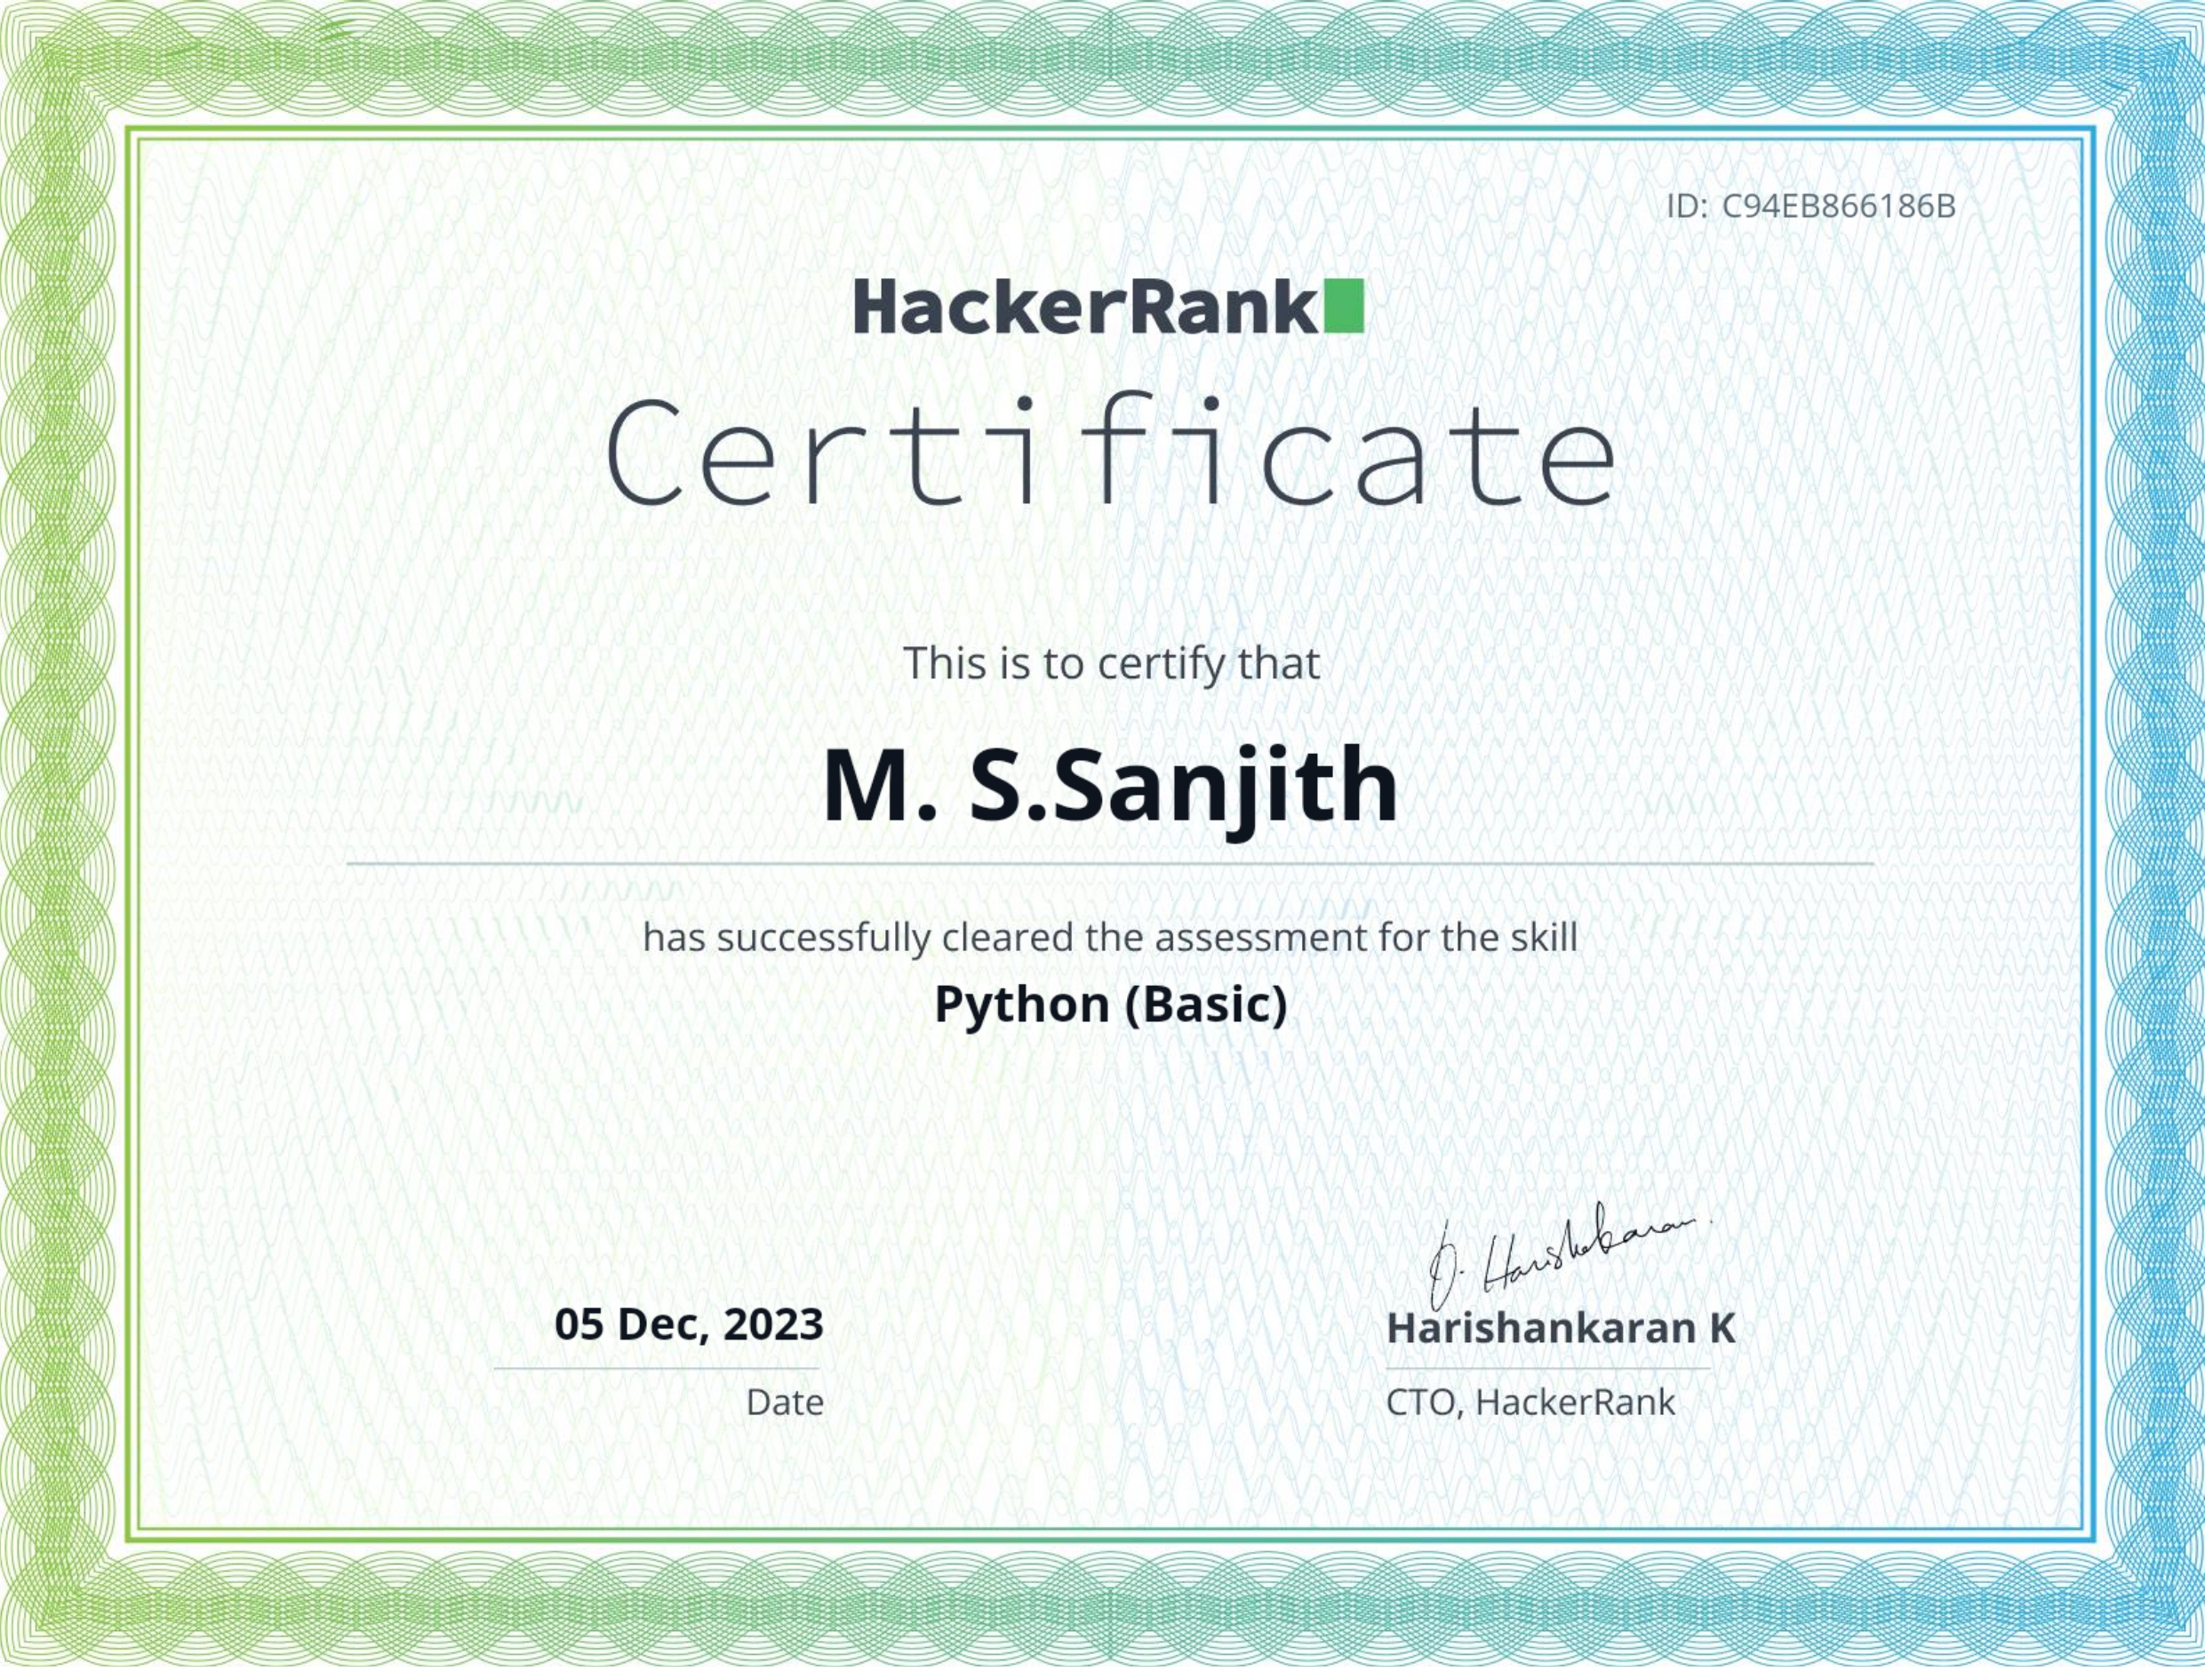 ID: C94EB866186B
HackerRank
Certificate
This is to certify that
M. S.Sanjith
has successfully cleared the assessment for the skill
Python (Basic)
D. Harishakaran.
05 Dec, 2023
Harishankaran K
Date
CTO, HackerRank